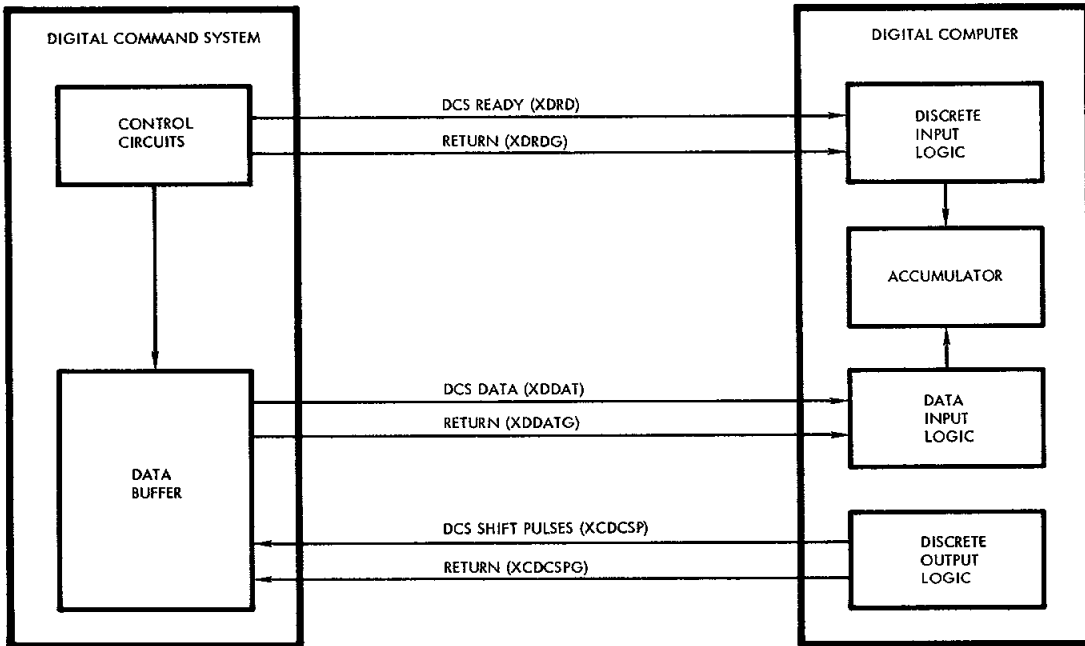 DIGITAL COMMAND SYSTEM
CONTROL
CIRCUITS
DATA
BUFFER
DCS READY (XDRD)
RETURN (XDRDG)
DCS DATA (XDDAT)
RETURN (XDDATG)
DCS SHIFT PULSES (XCDCSP)
RETURN (XCDCSPG)
DIGITAL COMPUTER
DISCRETE
INPUT
LOGIC
ACCUMULATOR
DATA
INPUT
LOGIC
DISCRETE
OUTPUT
LOGIC